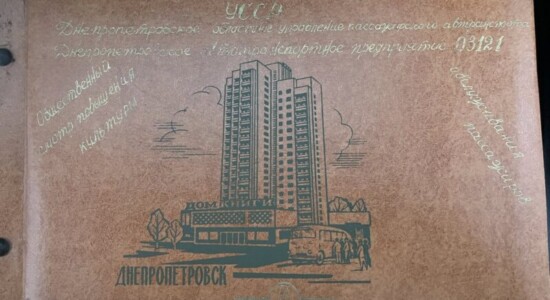 УССР
Днепропетровское областное управление пассажирского автотранспорта
Днепропетровское Автотранспортное предприятие 03121
Общественный
смотр повышения
культуры
обслуживания
пассажиров
ДОМ КНИГИ
ДНЕПРОПЕТРОВСК